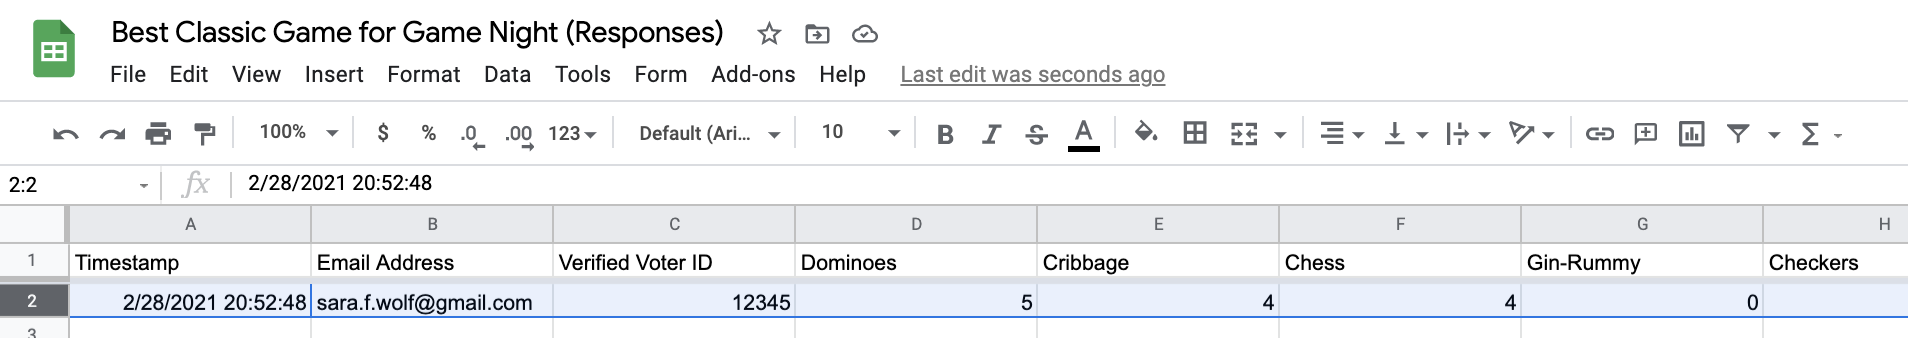 Best Classic Game for Game Night (Responses)
File Edit View Insert Format Data Tools Form Add-ons Help Last edit was seconds ago
100% $ % .0 .00 123 Default (Ari... 10 B I S A Σ
2:2 fx 2/28/2021 20:52:48
A B C D E F G H
1 Timestamp Email Address Verified Voter ID Dominoes Cribbage Chess Gin-Rummy Checkers
2 2/28/2021 20:52:48 sara.f.wolf@gmail.com 12345 5 4 4 0
3